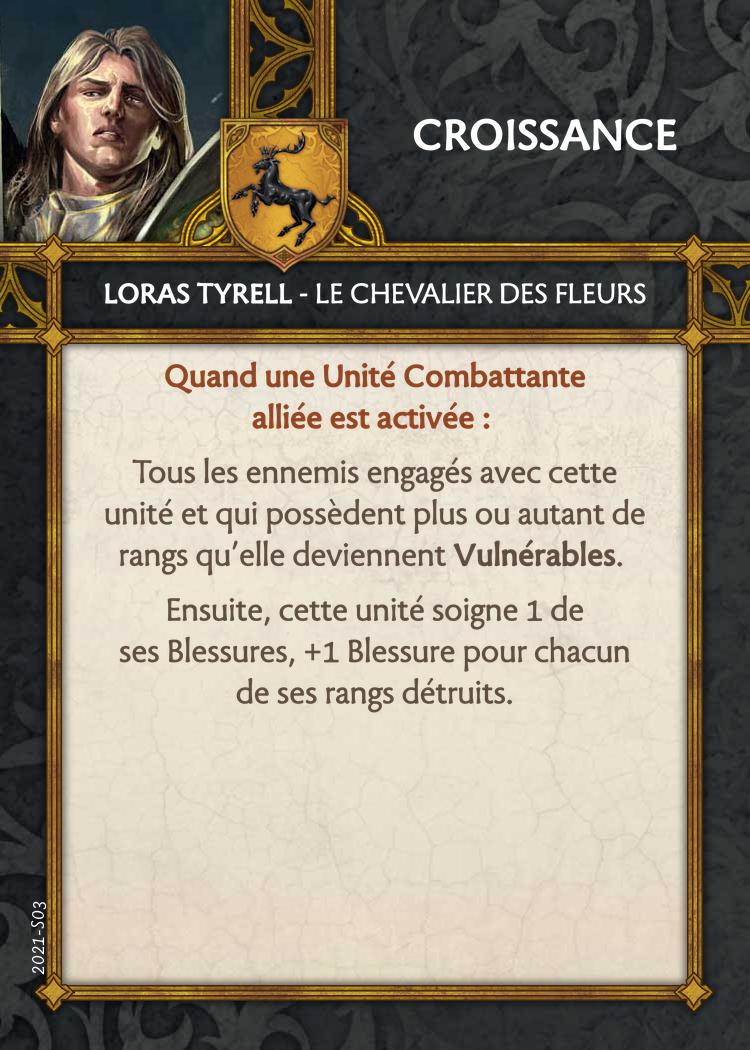 CROISSANCE
LORAS TYRELL - LE CHEVALIER DES FLEURS
Quand une Unité Combattante
alliée est activée :
Tous les ennemis engagés avec cette
unité et qui possèdent plus ou autant de
rangs qu'elle deviennent Vulnérables.
Ensuite, cette unité soigne 1 de
ses Blessures, +1 Blessure pour chacun
de ses rangs détruits.
2021-S03